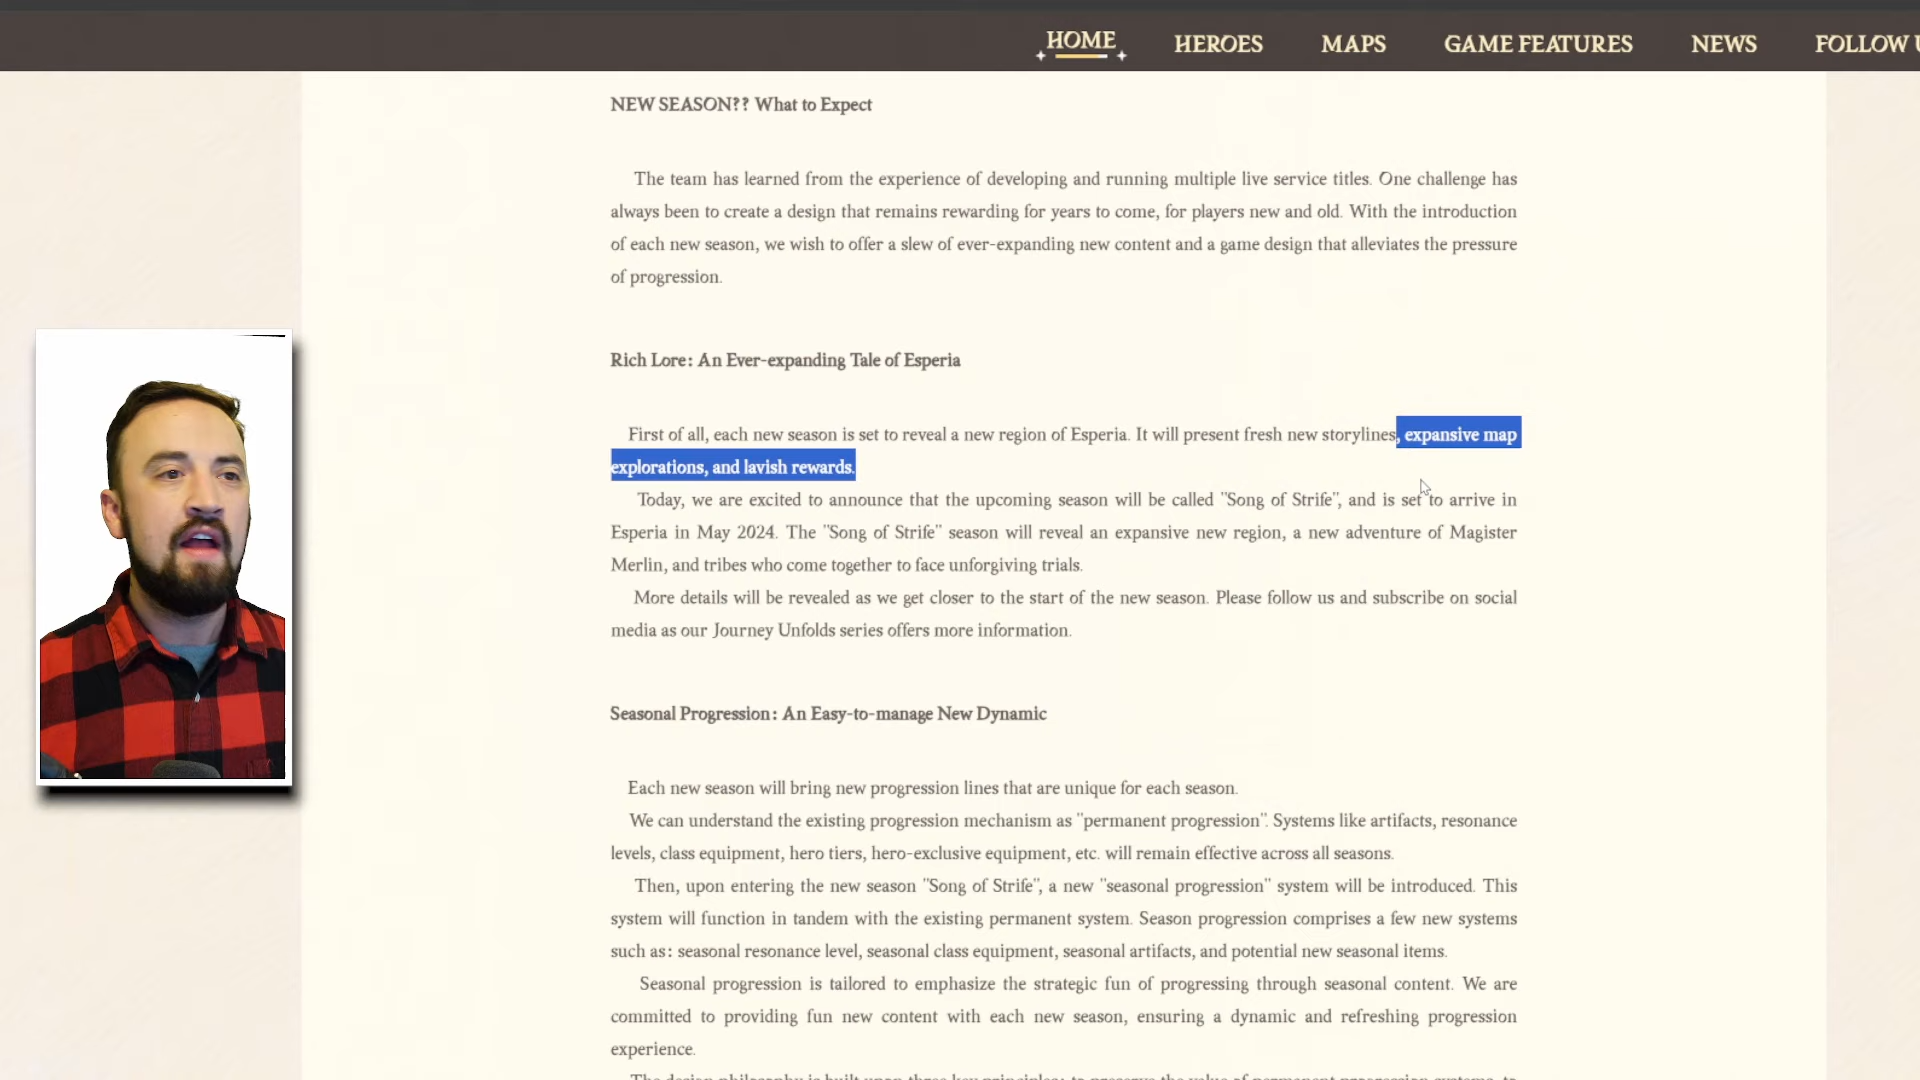 HOME
HEROES
MAPS
GAME FEATURES
NEWS
FOLLOW
NEW SEASON?? What to Expect
The team has learned from the experience of developing and running multiple live service titles. One challenge has
always been to create a design that remains rewarding for years to come, for players new and old. With the introduction
of each new season, we wish to offer a slew of ever-expanding new content and a game design that alleviates the pressure
of progression.
Rich Lore: An Ever-expanding Tale of Esperia
First of all, each new season is set to reveal a new region of Esperia. It will present fresh new storylines, expansive map
explorations, and lavish rewards.
Today, we are excited to announce that the upcoming season will be called "Song of Strife", and is set to arrive in
Esperia in May 2024. The "Song of Strife" season will reveal an expansive new region, a new adventure of Magister
Merlin, and tribes who come together to face unforgiving trials.
More details will be revealed as we get closer to the start of the new season. Please follow us and subscribe on social
media as our Journey Unfolds series offers more information.
Seasonal Progression: An Easy-to-manage New Dynamic
Each new season will bring new progression lines that are unique for each season.
We can understand the existing progression mechanism as "permanent progression". Systems like artifacts, resonance
levels, class equipment, hero tiers, hero-exclusive equipment, etc. will remain effective across all seasons.
Then, upon entering the new season "Song of Strife", a new "seasonal progression" system will be introduced. This
system will function in tandem with the existing permanent system. Season progression comprises a few new systems
such as: seasonal resonance level, seasonal class equipment, seasonal artifacts, and potential new seasonal items.
Seasonal progression is tailored to emphasize the strategic fun of progressing through seasonal content. We are
committed to providing fun new content with each new season, ensuring a dynamic and refreshing progression
experience.